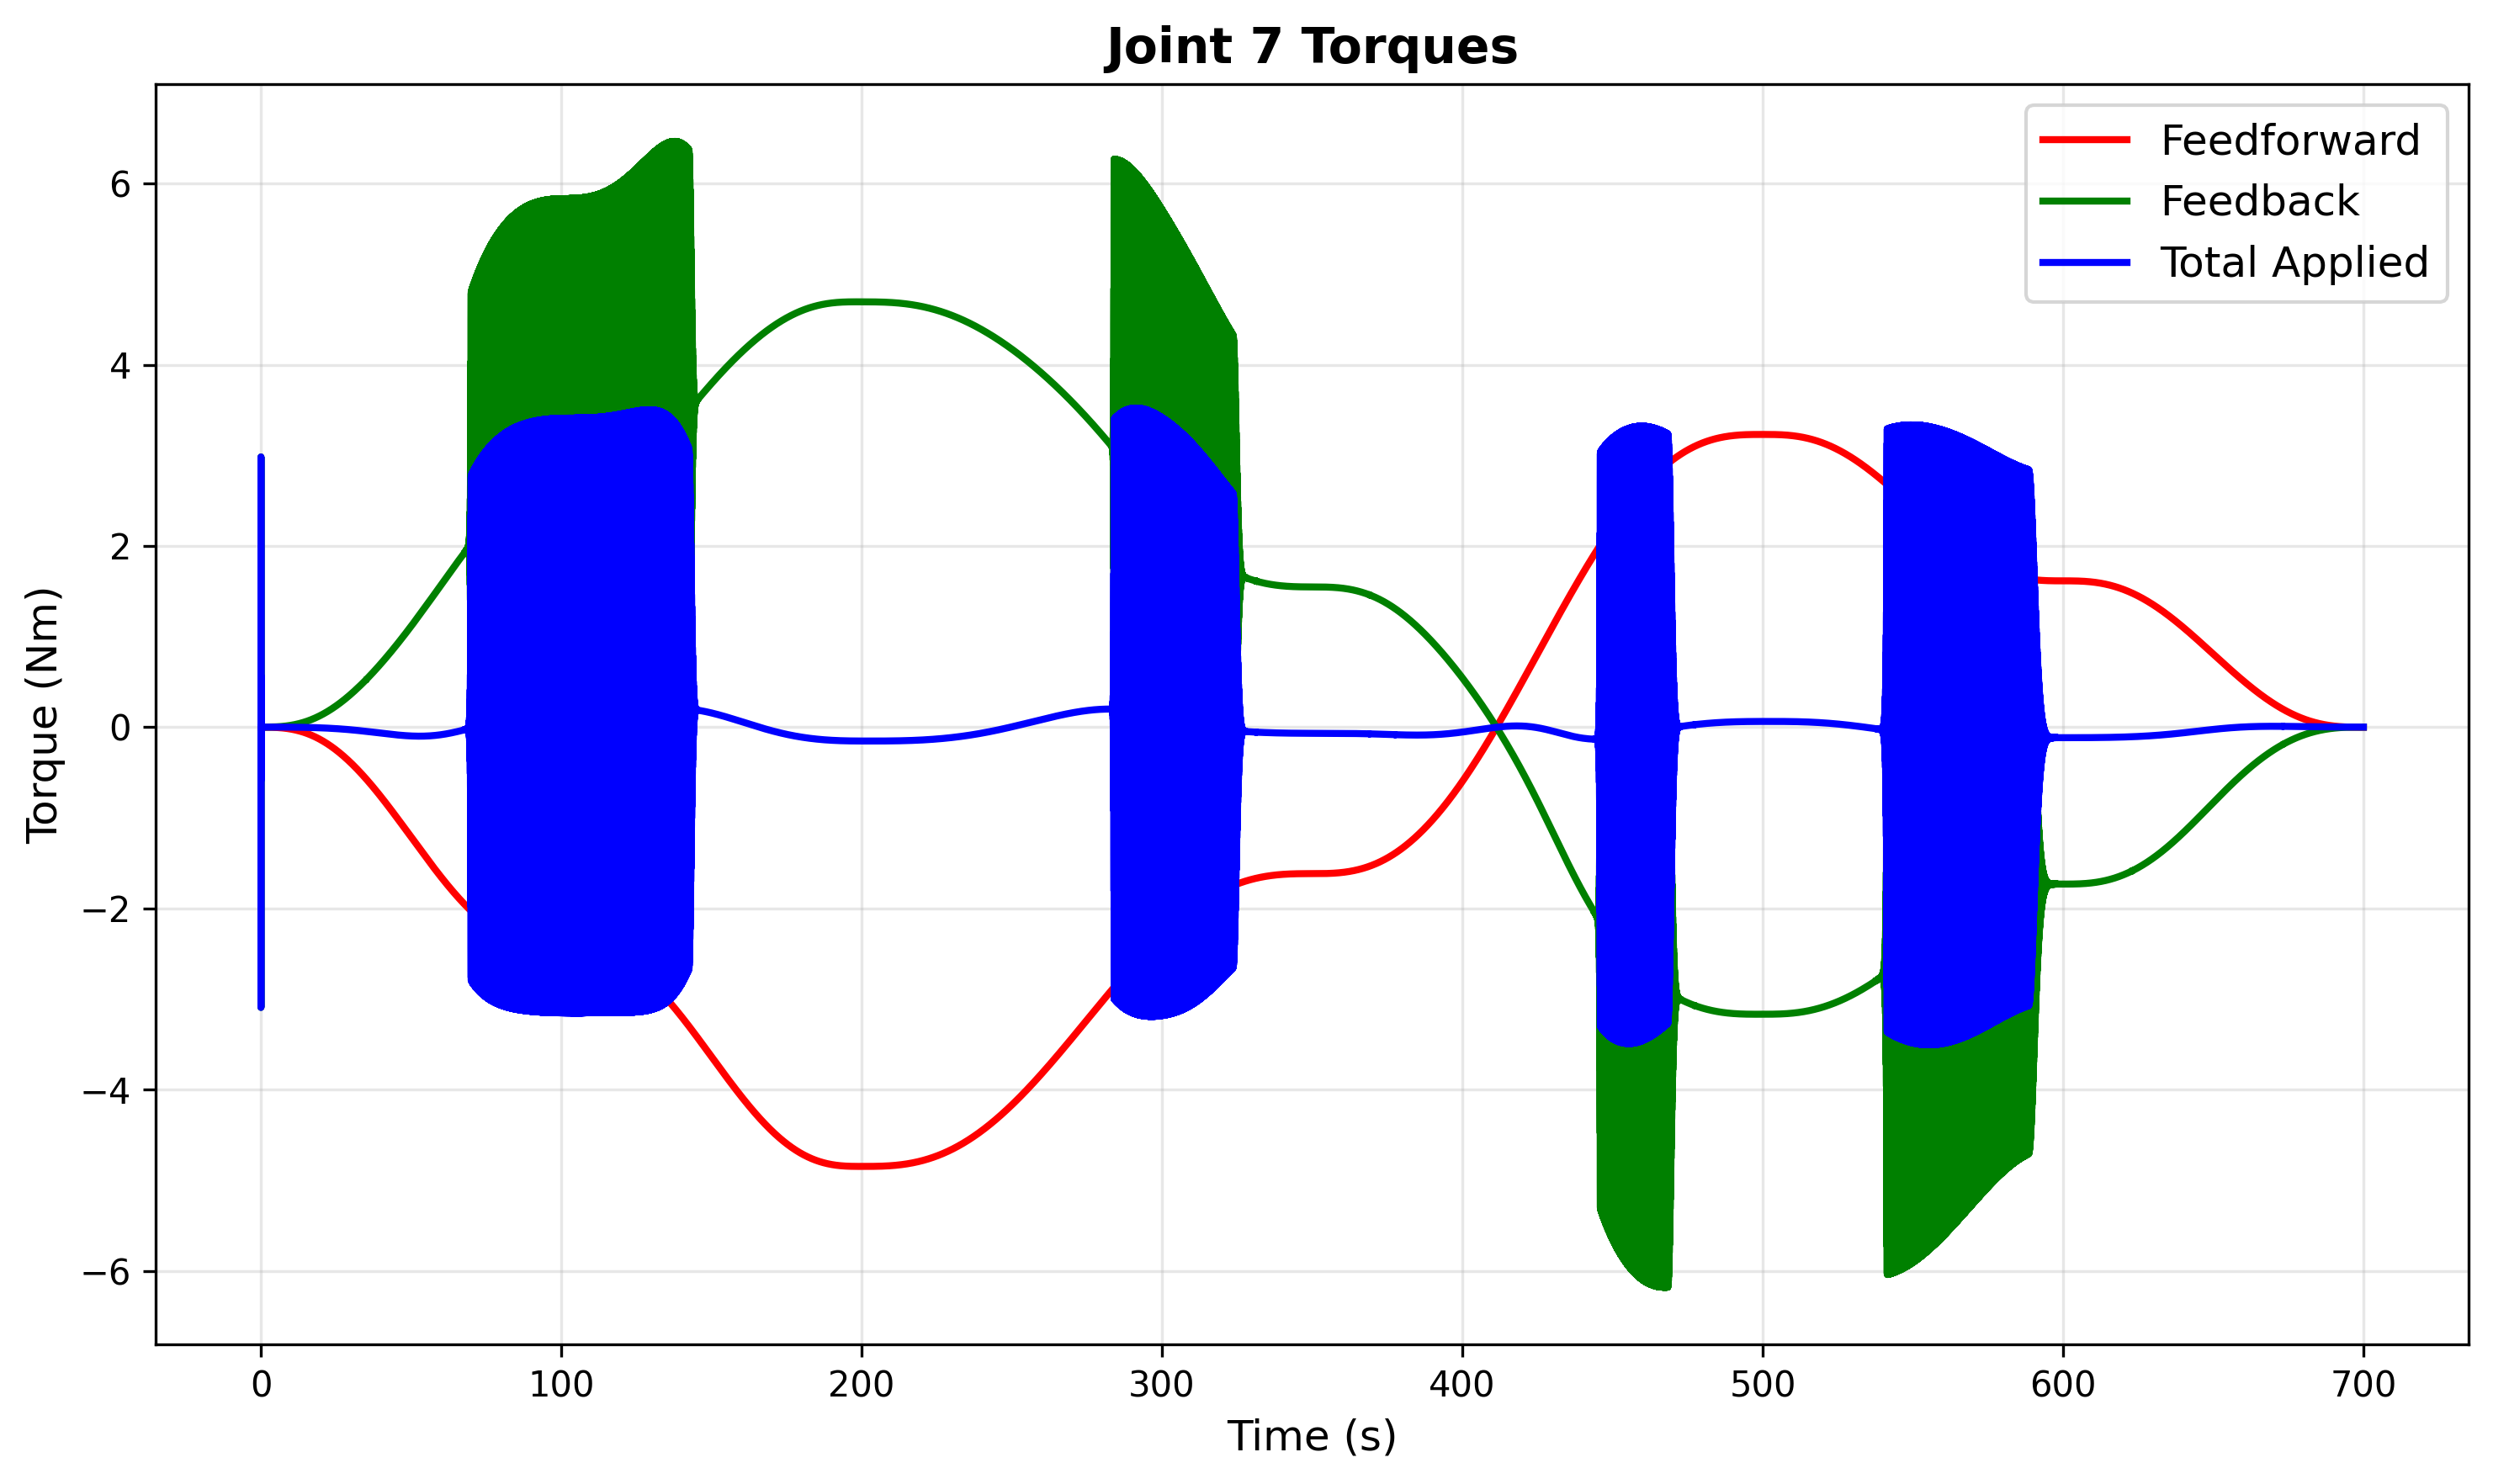 Joint 7 Torques
Feedforward
Feedback
Total Applied
Torque (Nm)
6
4
2
0
−2
−4
−6
0 100 200 300 400 500 600 700
Time (s)